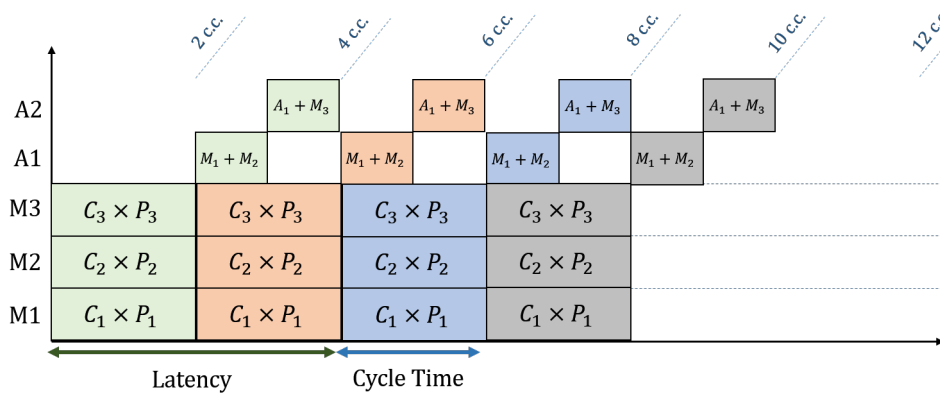 2 c.c.
4 c.c.
6 c.c.
8 c.c.
10 c.c.
12 c.c.
A2
A₁ + M₃
A₁ + M₃
A₁ + M₃
A₁ + M₃
A1
M₁ + M₂
M₁ + M₂
M₁ + M₂
M₁ + M₂
M3
C₃ × P₃
C₃ × P₃
C₃ × P₃
C₃ × P₃
M2
C₂ × P₂
C₂ × P₂
C₂ × P₂
C₂ × P₂
M1
C₁ × P₁
C₁ × P₁
C₁ × P₁
C₁ × P₁
Latency
Cycle Time